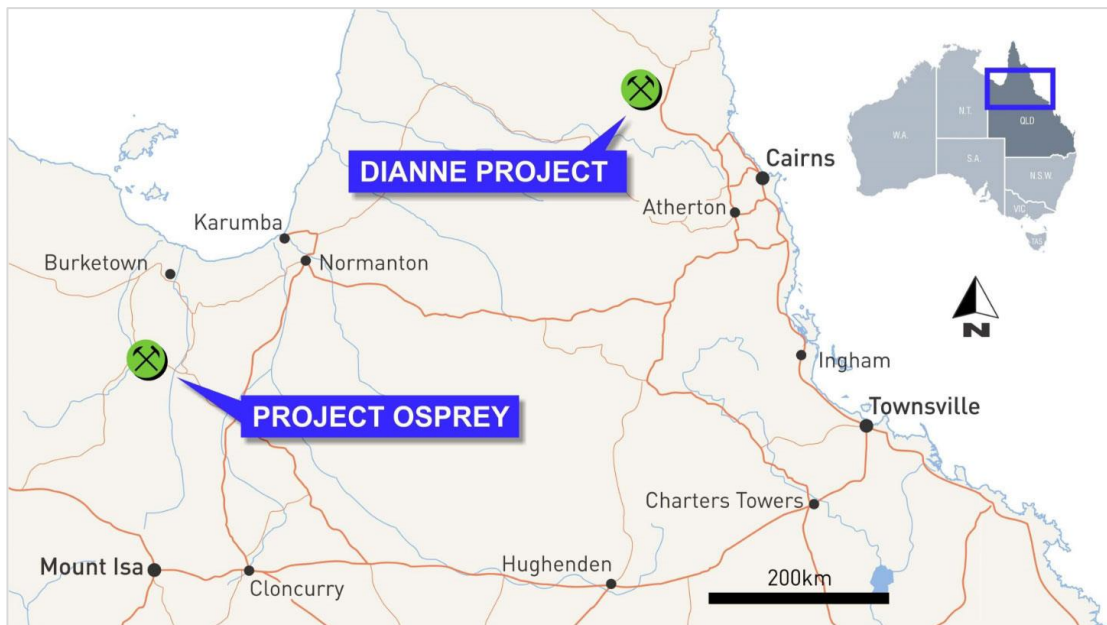 DIANNE PROJECT
Cairns
Atherton
Karumba
Burketown
Normanton
Ingham
PROJECT OSPREY
Townsville
Charters Towers
Mount Isa
Cloncurry
Hughenden
200km
W.A.
N.T.
QLD
S.A
N.S.W.
VIC
N